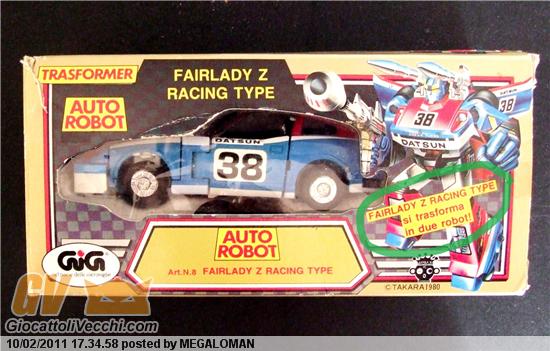 TRASFORMER
AUTO
ROBOT
FAIRLADY Z
RACING TYPE
DATSUN
38
38
38
DATSUN
FAIRLADY Z RACING TYPE
si trasforma
in due robot!
GiG
AUTO
ROBOT
Art.N.8 FAIRLADY Z RACING TYPE
© TAKARA 1980
GV
GiocattoliVecchi.com
10/02/2011 17.34.58 posted by MEGALOMAN